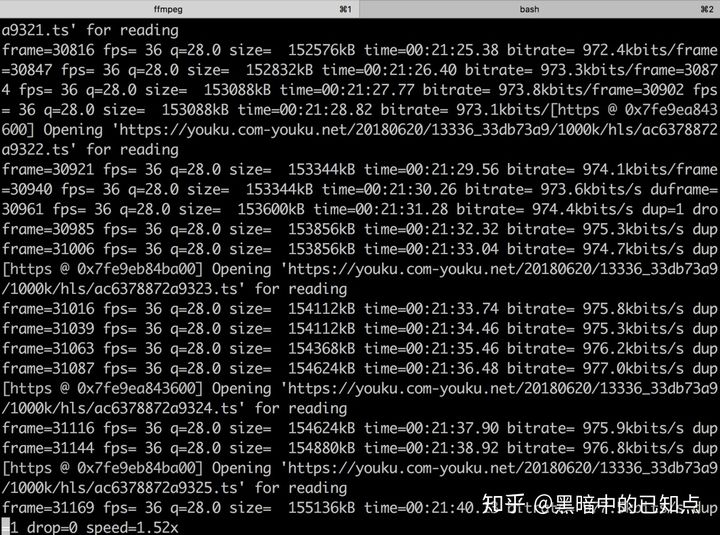 ffmpeg ⌘1 bash ⌘2
a9321.ts' for reading
frame=30816 fps= 36 q=28.0 size=  152576kB time=00:21:25.38 bitrate= 972.4kbits/frame
=30847 fps= 36 q=28.0 size=  152832kB time=00:21:26.40 bitrate= 973.3kbits/frame=3087
4 fps= 36 q=28.0 size=  153088kB time=00:21:27.77 bitrate= 973.8kbits/frame=30902 fps
= 36 q=28.0 size=  153088kB time=00:21:28.82 bitrate= 973.1kbits/[https @ 0x7fe9ea843
600] Opening 'https://youku.com-youku.net/20180620/13336_33db73a9/1000k/hls/ac6378872
a9322.ts' for reading
frame=30921 fps= 36 q=28.0 size=  153344kB time=00:21:29.56 bitrate= 974.1kbits/frame
=30940 fps= 36 q=28.0 size=  153344kB time=00:21:30.26 bitrate= 973.6kbits/s duframe=
30961 fps= 36 q=28.0 size=  153600kB time=00:21:31.28 bitrate= 974.4kbits/s dup=1 dro
frame=30985 fps= 36 q=28.0 size=  153856kB time=00:21:32.32 bitrate= 975.3kbits/s dup
frame=31006 fps= 36 q=28.0 size=  153856kB time=00:21:33.04 bitrate= 974.7kbits/s dup
[https @ 0x7fe9eb84ba00] Opening 'https://youku.com-youku.net/20180620/13336_33db73a9
/1000k/hls/ac6378872a9323.ts' for reading
frame=31016 fps= 36 q=28.0 size=  154112kB time=00:21:33.74 bitrate= 975.8kbits/s dup
frame=31039 fps= 36 q=28.0 size=  154112kB time=00:21:34.46 bitrate= 975.3kbits/s dup
frame=31063 fps= 36 q=28.0 size=  154368kB time=00:21:35.46 bitrate= 976.2kbits/s dup
frame=31087 fps= 36 q=28.0 size=  154624kB time=00:21:36.48 bitrate= 977.0kbits/s dup
[https @ 0x7fe9ea843600] Opening 'https://youku.com-youku.net/20180620/13336_33db73a9
/1000k/hls/ac6378872a9324.ts' for reading
frame=31116 fps= 36 q=28.0 size=  154624kB time=00:21:37.90 bitrate= 975.9kbits/s dup
frame=31144 fps= 36 q=28.0 size=  154880kB time=00:21:38.92 bitrate= 976.8kbits/s dup
[https @ 0x7fe9eb84ba00] Opening 'https://youku.com-youku.net/20180620/13336_33db73a9
/1000k/hls/ac6378872a9325.ts' for reading
frame=31169 fps= 36 q=28.0 size=  155136kB dup
=1 drop=0 speed=1.52x
知乎 @黑暗中的已知点